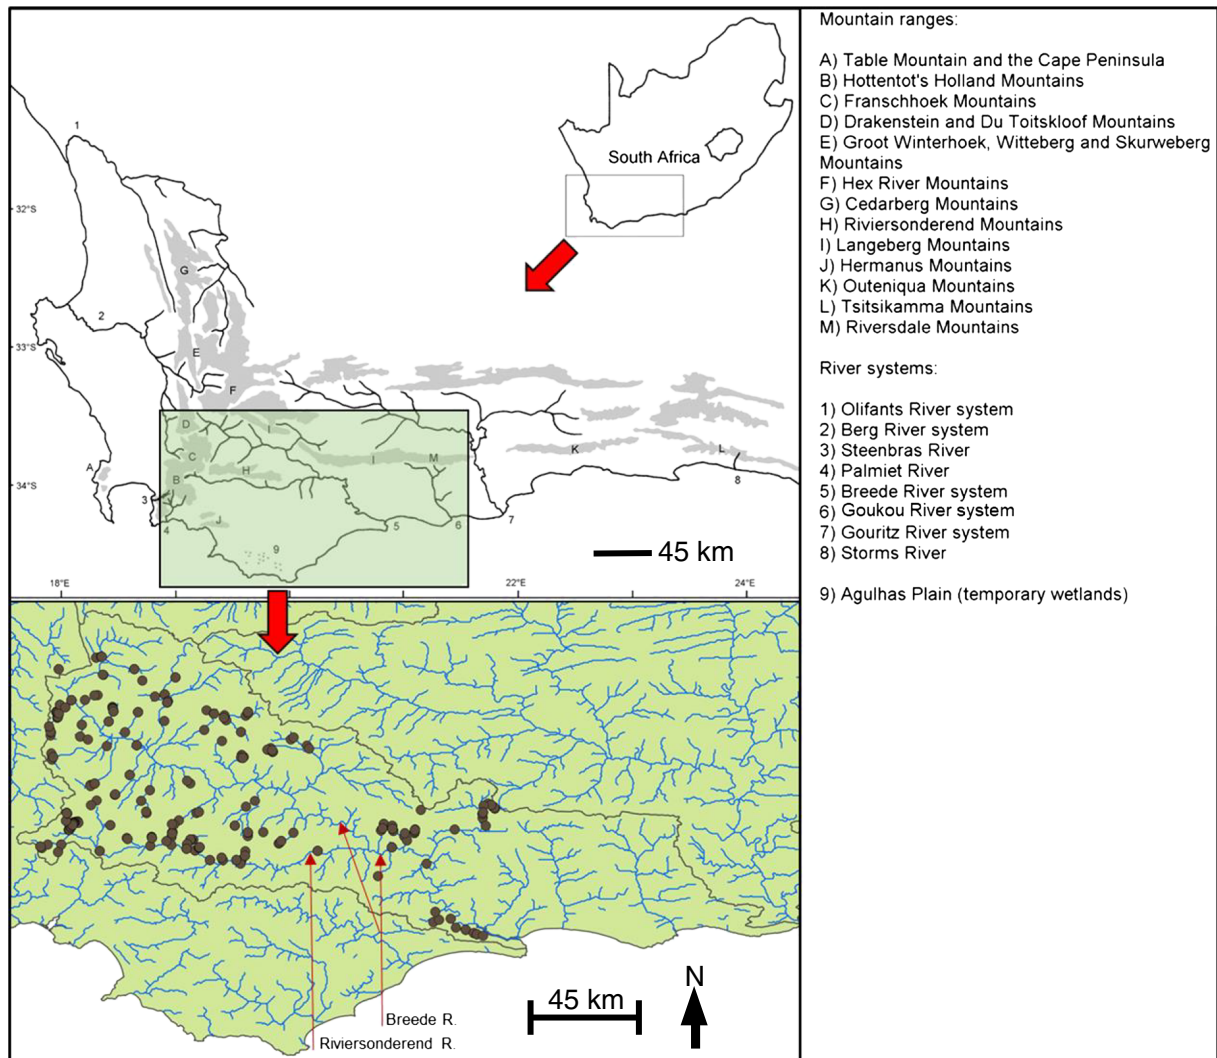 1
South Africa
32°S
G
2
33°S
E
F
D
I
C
I
M
K
L
A
H
B
8
34°S
3
J
4
5
6
7
9
45 km
18°E
22°E
24°E
Breede R.
Riviersonderend R.
45 km
N
Mountain ranges:
A) Table Mountain and the Cape Peninsula
B) Hottentot's Holland Mountains
C) Franschhoek Mountains
D) Drakenstein and Du Toitskloof Mountains
E) Groot Winterhoek, Witteberg and Skurweberg
Mountains
F) Hex River Mountains
G) Cedarberg Mountains
H) Riviersonderend Mountains
I) Langeberg Mountains
J) Hermanus Mountains
K) Outeniqua Mountains
L) Tsitsikamma Mountains
M) Riversdale Mountains
River systems:
1) Olifants River system
2) Berg River system
3) Steenbras River
4) Palmiet River
5) Breede River system
6) Goukou River system
7) Gouritz River system
8) Storms River
9) Agulhas Plain (temporary wetlands)